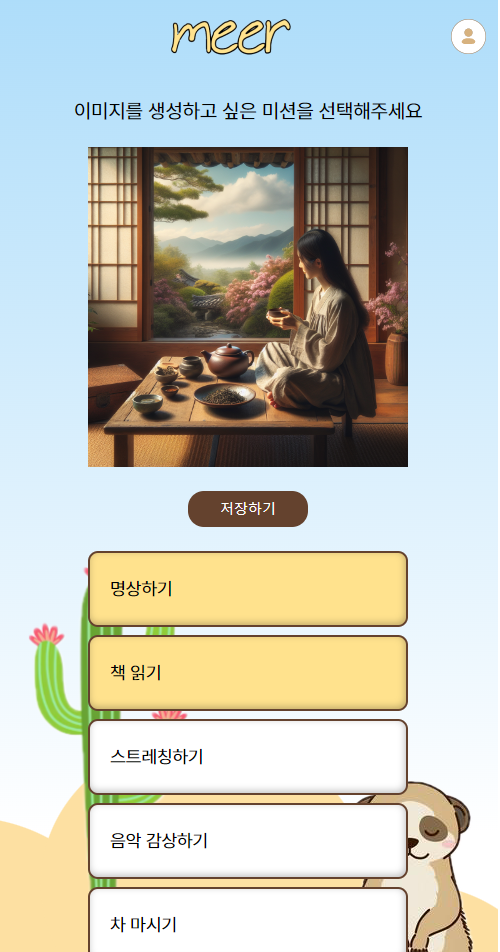 meer
이미지를 생성하고 싶은 미션을 선택해주세요
저장하기
명상하기
책 읽기
스트레칭하기
음악 감상하기
차 마시기